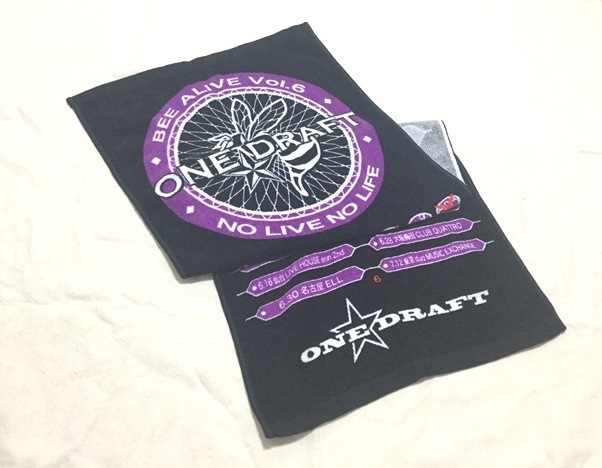 BEE ALIVE Vol.6
ONE DRAFT
NO LIVE NO LIFE
6.16 仙台 LIVE HOUSE enn 2nd
6.28 大阪梅田 CLUB QUATTRO
6.30 名古屋 ELL
7.12 東京 duo MUSIC EXCHANGE
6
ONE DRAFT